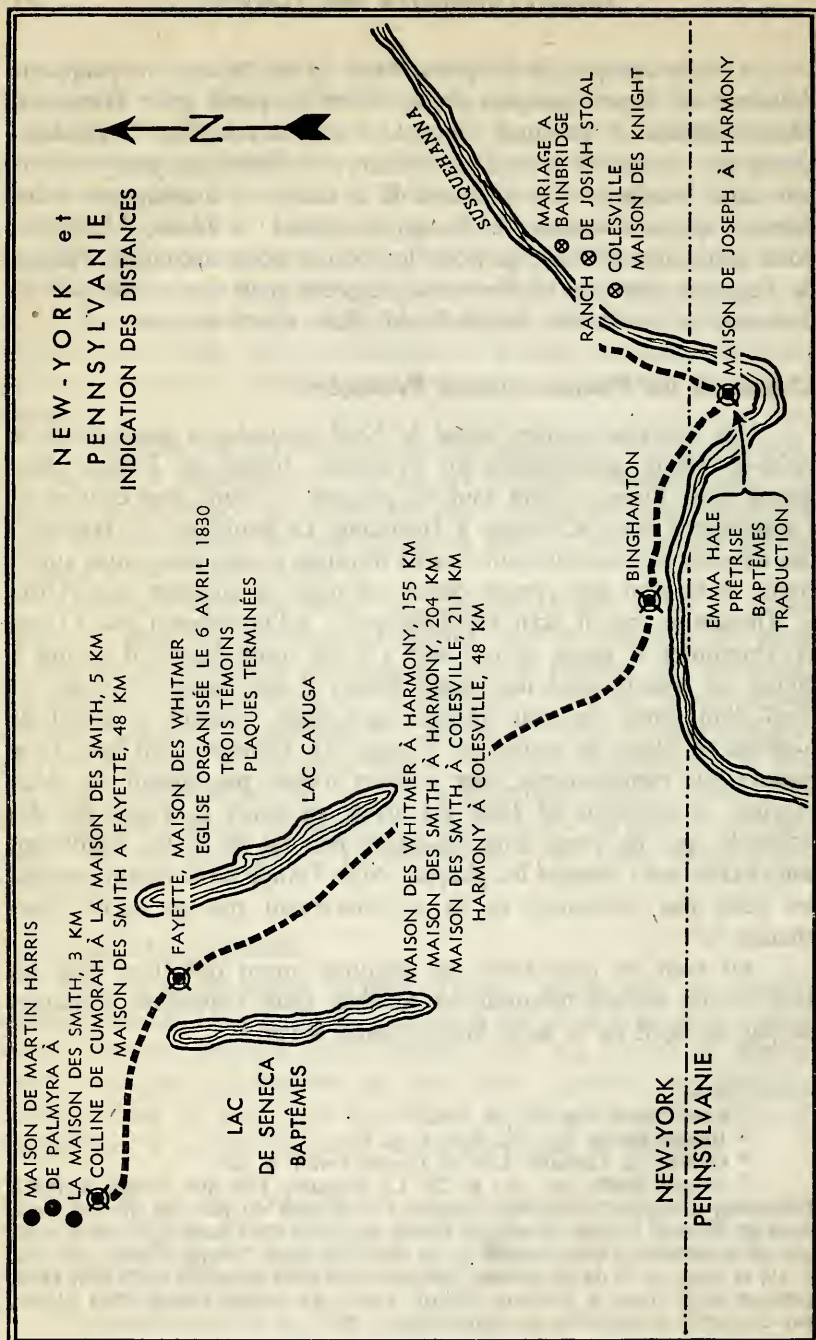 NEW-YORK et
PENNSYLVANIE
INDICATION DES DISTANCES
N
MAISON DE MARTIN HARRIS
DE PALMYRA À
LA MAISON DES SMITH, 3 KM
COLLINE DE CUMORAH À LA MAISON DES SMITH, 5 KM
MAISON DES SMITH A FAYETTE, 48 KM
FAYETTE, MAISON DES WHITMER
EGLISE ORGANISÉE LE 6 AVRIL 1830
TROIS TÉMOINS
PLAQUES TERMINÉES
LAC CAYUGA
LAC
DE SENECA
BAPTÊMES
SUSQUEHANNA
MARIAGE A
BAINBRIDGE
RANCH DE JOSIAH STOAL
COLESVILLE
MAISON DES KNIGHT
MAISON DES WHITMER À HARMONY, 155 KM
MAISON DES SMITH À HARMONY, 204 KM
MAISON DES SMITH À COLESVILLE, 211 KM
HARMONY À COLESVILLE, 48 KM
BINGHAMTON
MAISON DE JOSEPH À HARMONY
EMMA HALE
PRÊTRISE
BAPTÊMES
TRADUCTION
NEW-YORK
PENNSYLVANIE